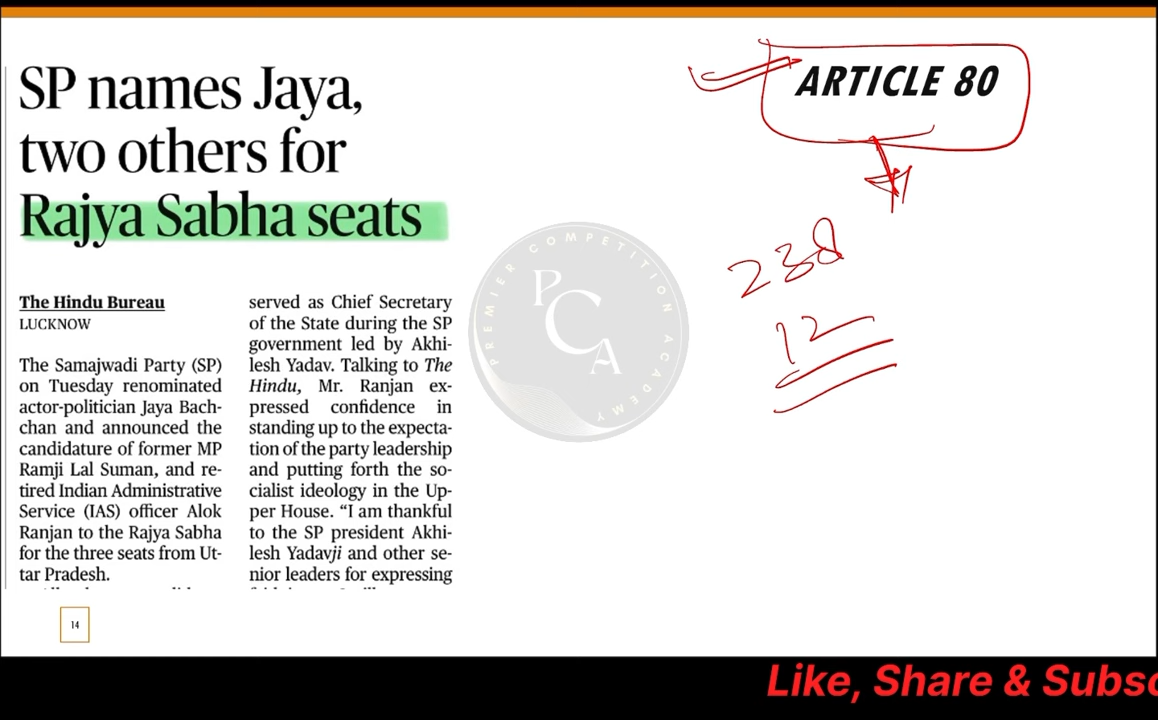 SP names Jaya,
two others for
Rajya Sabha seats
The Hindu Bureau
LUCKNOW
The Samajwadi Party (SP)
on Tuesday renominated
actor-politician Jaya Bach-
chan and announced the
candidature of former MP
Ramji Lal Suman, and re-
tired Indian Administrative
Service (IAS) officer Alok
Ranjan to the Rajya Sabha
for the three seats from Ut-
tar Pradesh.
served as Chief Secretary
of the State during the SP
government led by Akhi-
lesh Yadav. Talking to The
Hindu, Mr. Ranjan ex-
pressed confidence in
standing up to the expecta-
tion of the party leadership
and putting forth the so-
cialist ideology in the Up-
per House. “I am thankful
to the SP president Akhi-
lesh Yadavji and other se-
nior leaders for expressing
ARTICLE 80
238
12
PREMIER COMPETITION ACADEMY
PCA
14
Like, Share & Subsc